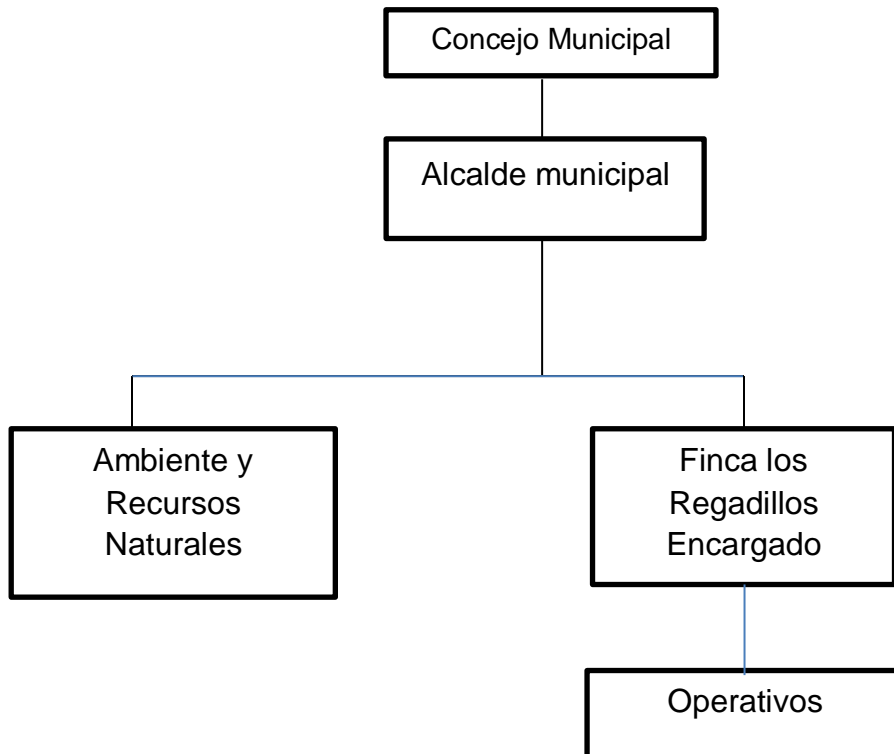 Concejo Municipal
Alcalde municipal
Ambiente y
Recursos
Naturales
Finca los
Regadillos
Encargado
Operativos